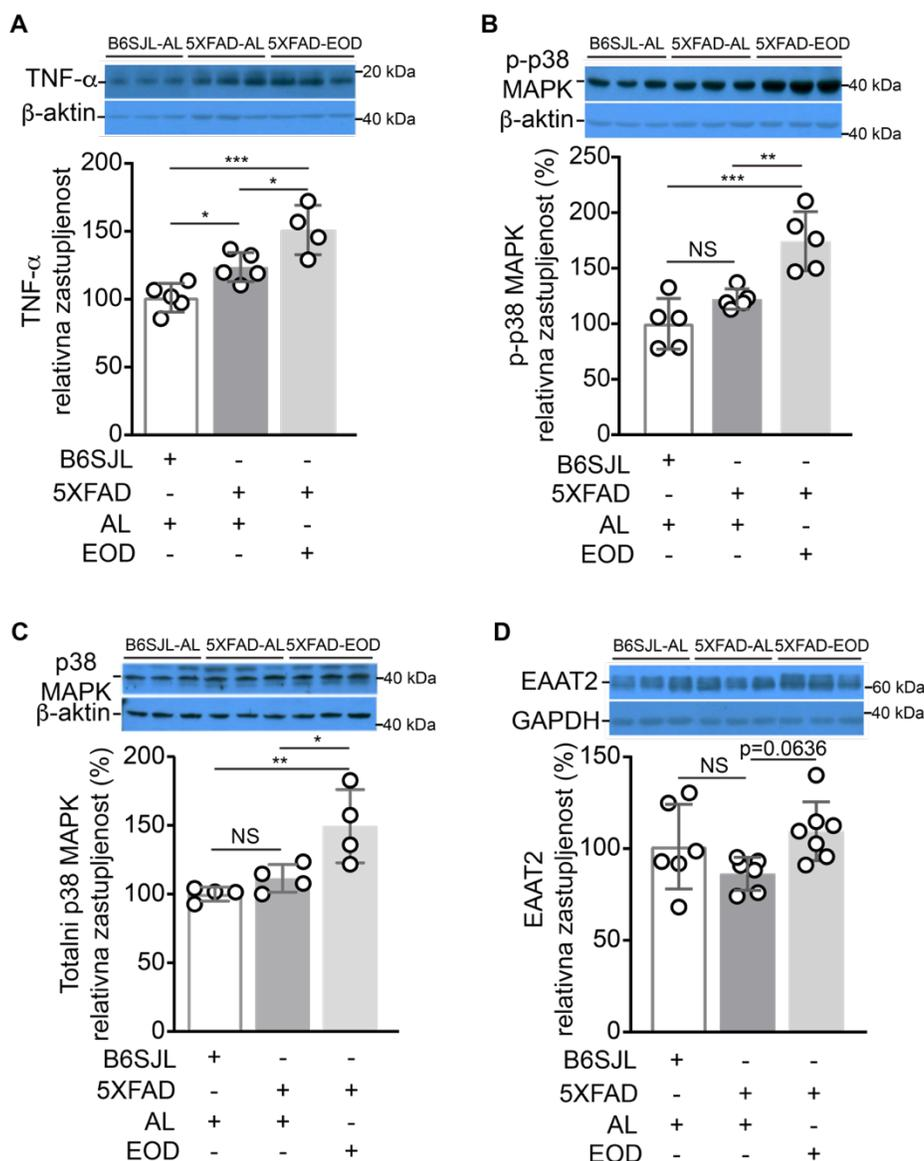 A
B6SJL-AL 5XFAD-AL 5XFAD-EOD
TNF-α
20 kDa
β-aktin
40 kDa
TNF-α
relativna zastupljenost
200
150
100
50
0
***
*
*
B6SJL + - -
5XFAD - + +
AL + + -
EOD - - +
B
B6SJL-AL 5XFAD-AL 5XFAD-EOD
p-p38
MAPK
40 kDa
β-aktin
40 kDa
p-p38 MAPK
relativna zastupljenost (%)
250
200
150
100
50
0
**
***
NS
B6SJL + - -
5XFAD - + +
AL + + -
EOD - - +
C
B6SJL-AL 5XFAD-AL 5XFAD-EOD
p38
MAPK
40 kDa
β-aktin
40 kDa
Totalni p38 MAPK
relativna zastupljenost (%)
200
150
100
50
0
*
**
NS
B6SJL + - -
5XFAD - + +
AL + + -
EOD - - +
D
B6SJL-AL 5XFAD-AL 5XFAD-EOD
EAAT2
60 kDa
GAPDH
40 kDa
EAAT2
relativna zastupljenost (%)
150
100
50
0
p=0.0636
NS
B6SJL + - -
5XFAD - + +
AL + + -
EOD - - +